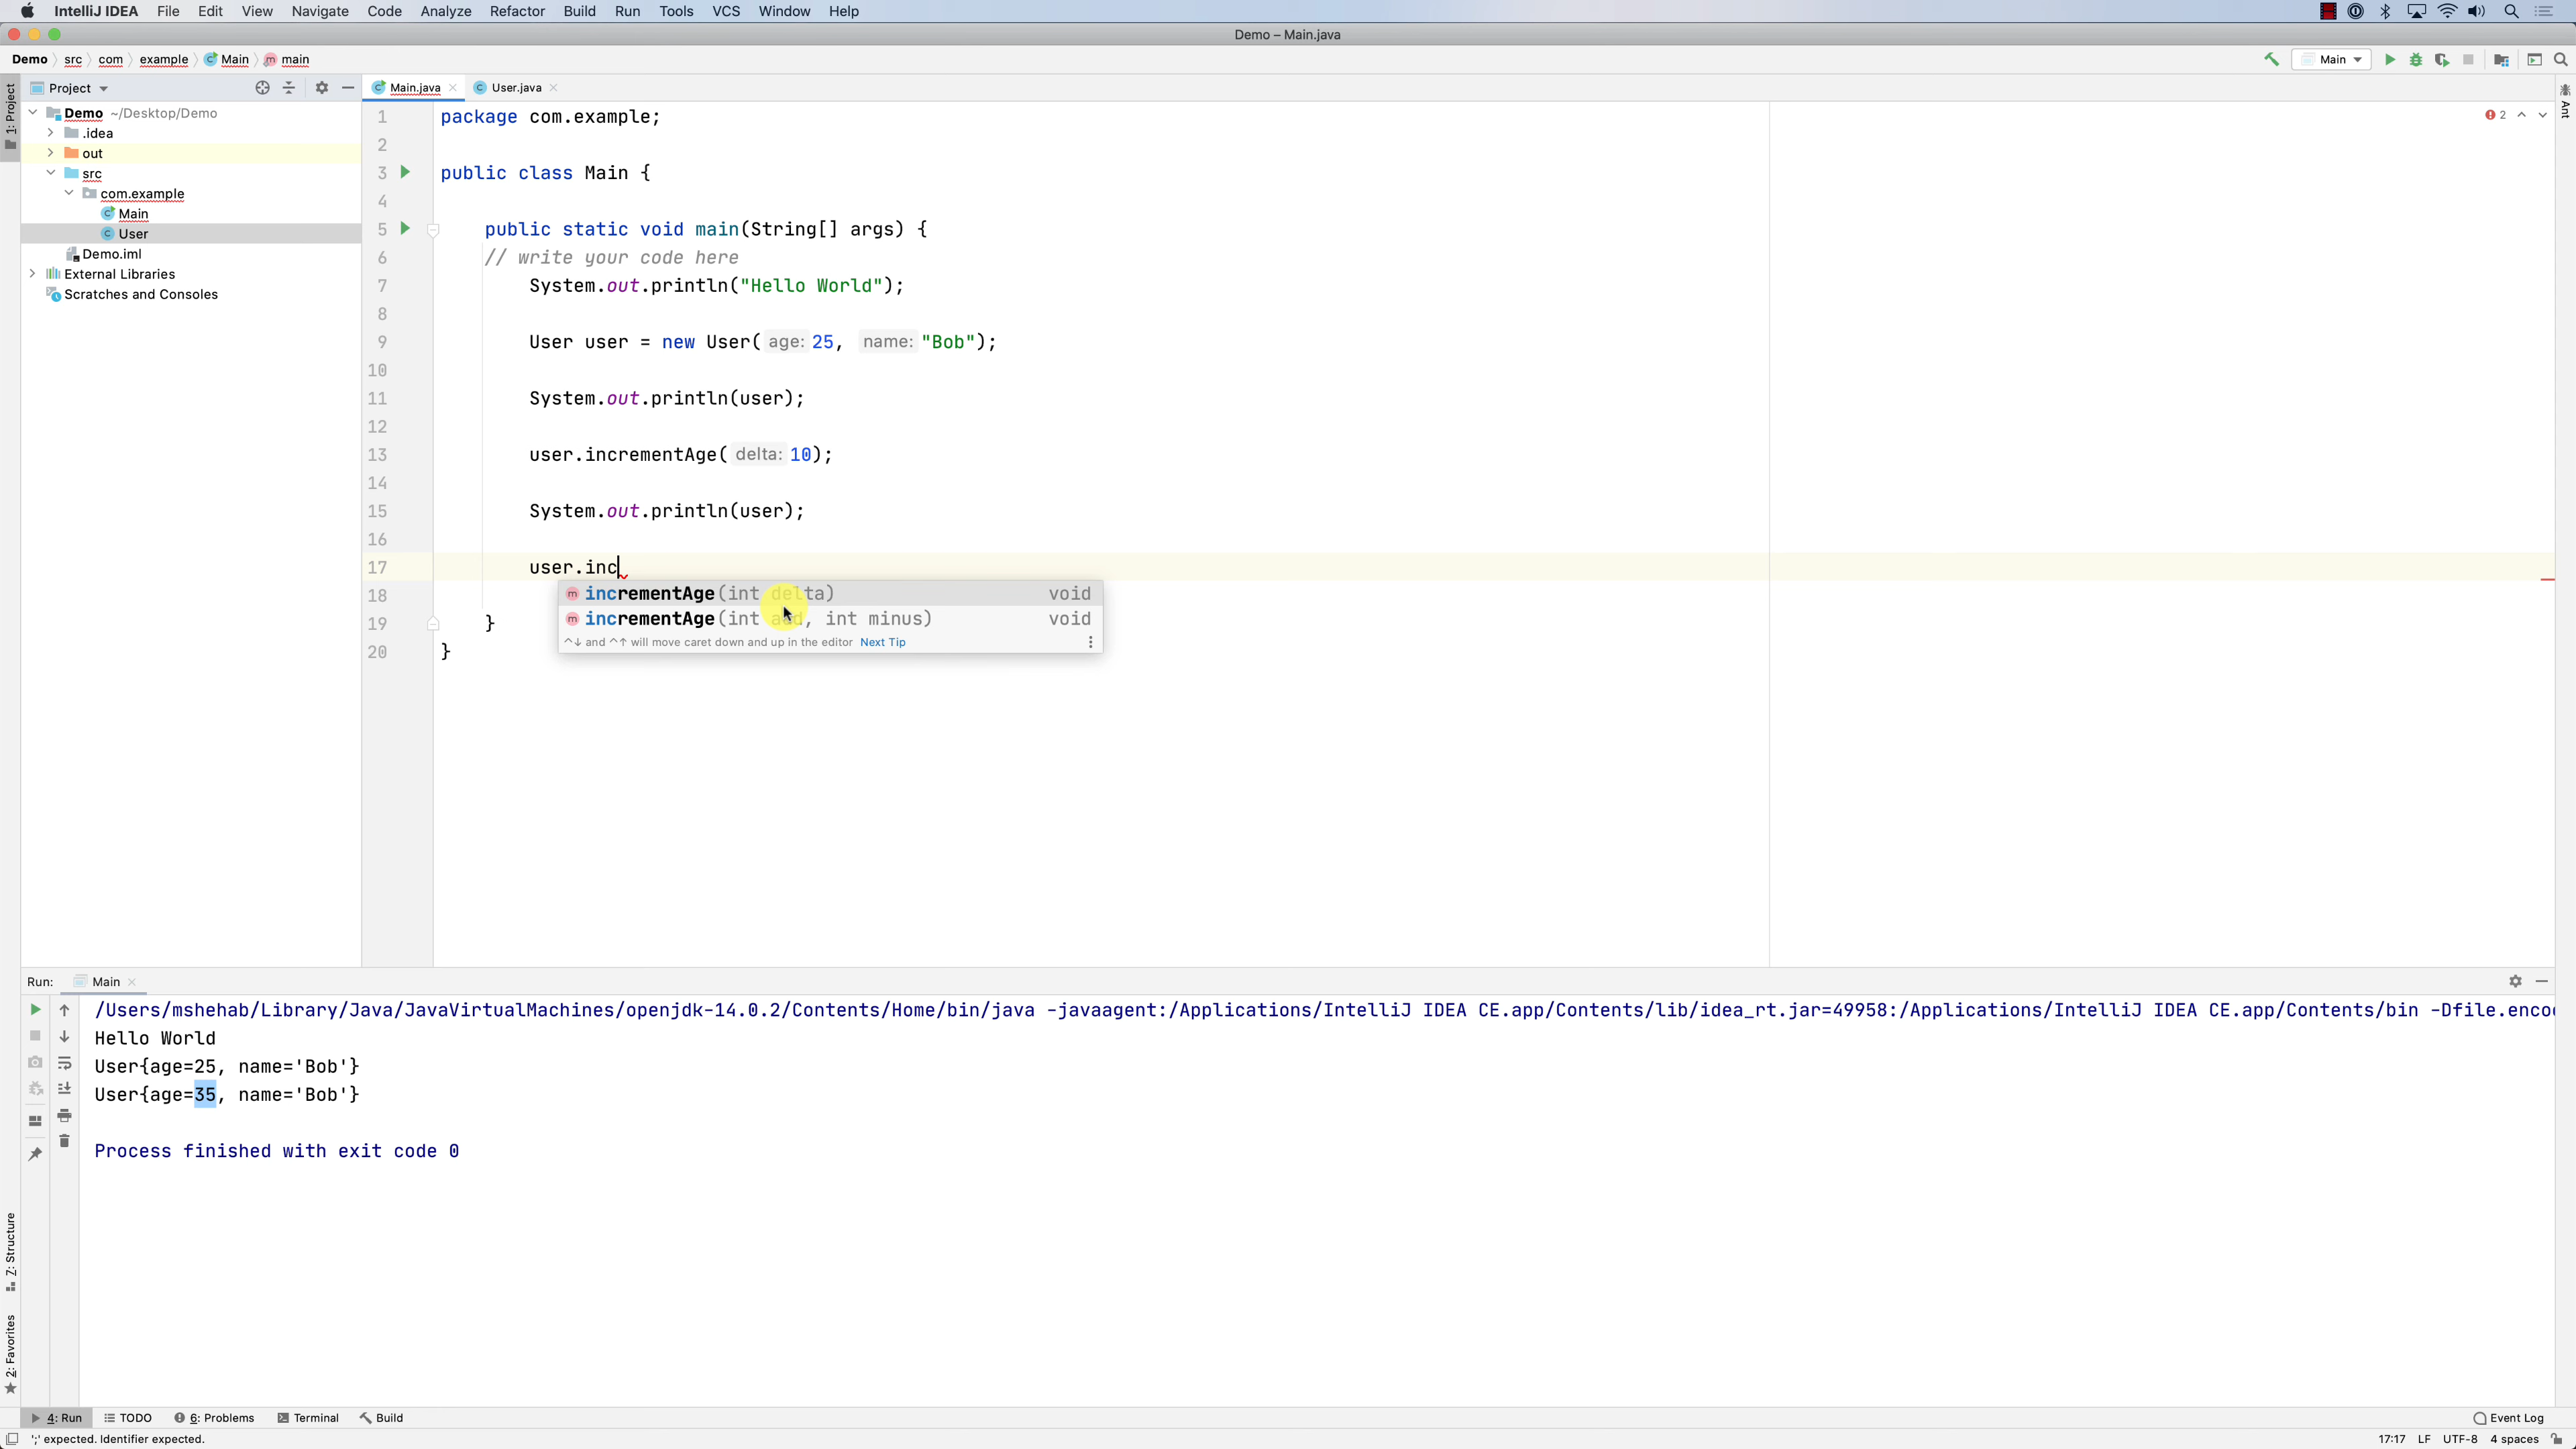 IntelliJ IDEA File Edit View Navigate Code Analyze Refactor Build Run Tools VCS Window Help
Demo – Main.java
Demo src com example Main main
Main
1: Project
Project
Main.java User.java
Ant
Demo ~/Desktop/Demo
.idea
out
src
com.example
Main
User
Demo.iml
External Libraries
Scratches and Consoles
2
1 package com.example;
2
3 public class Main {
4
5 public static void main(String[] args) {
6 // write your code here
7 System.out.println("Hello World");
8
9 User user = new User( age: 25, name: "Bob");
10
11 System.out.println(user);
12
13 user.incrementAge( delta: 10);
14
15 System.out.println(user);
16
17 user.inc
18
19 }
20 }
incrementAge(int delta) void
incrementAge(int add, int minus) void
^↓ and ^↑ will move caret down and up in the editor Next Tip
Run: Main
/Users/mshehab/Library/Java/JavaVirtualMachines/openjdk-14.0.2/Contents/Home/bin/java -javaagent:/Applications/IntelliJ IDEA CE.app/Contents/lib/idea_rt.jar=49958:/Applications/IntelliJ IDEA CE.app/Contents/bin -Dfile.enco
Hello World
User{age=25, name='Bob'}
User{age=35, name='Bob'}
Process finished with exit code 0
Z: Structure
2: Favorites
4: Run TODO 6: Problems Terminal Build Event Log
';' expected. Identifier expected. 17:17 LF UTF-8 4 spaces